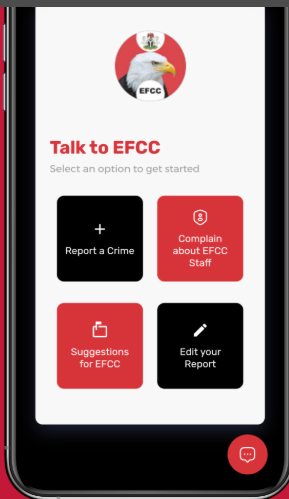 EFCC
Talk to EFCC
Select an option to get started
Report a Crime
Complain
about EFCC
Staff
Suggestions
for EFCC
Edit your
Report